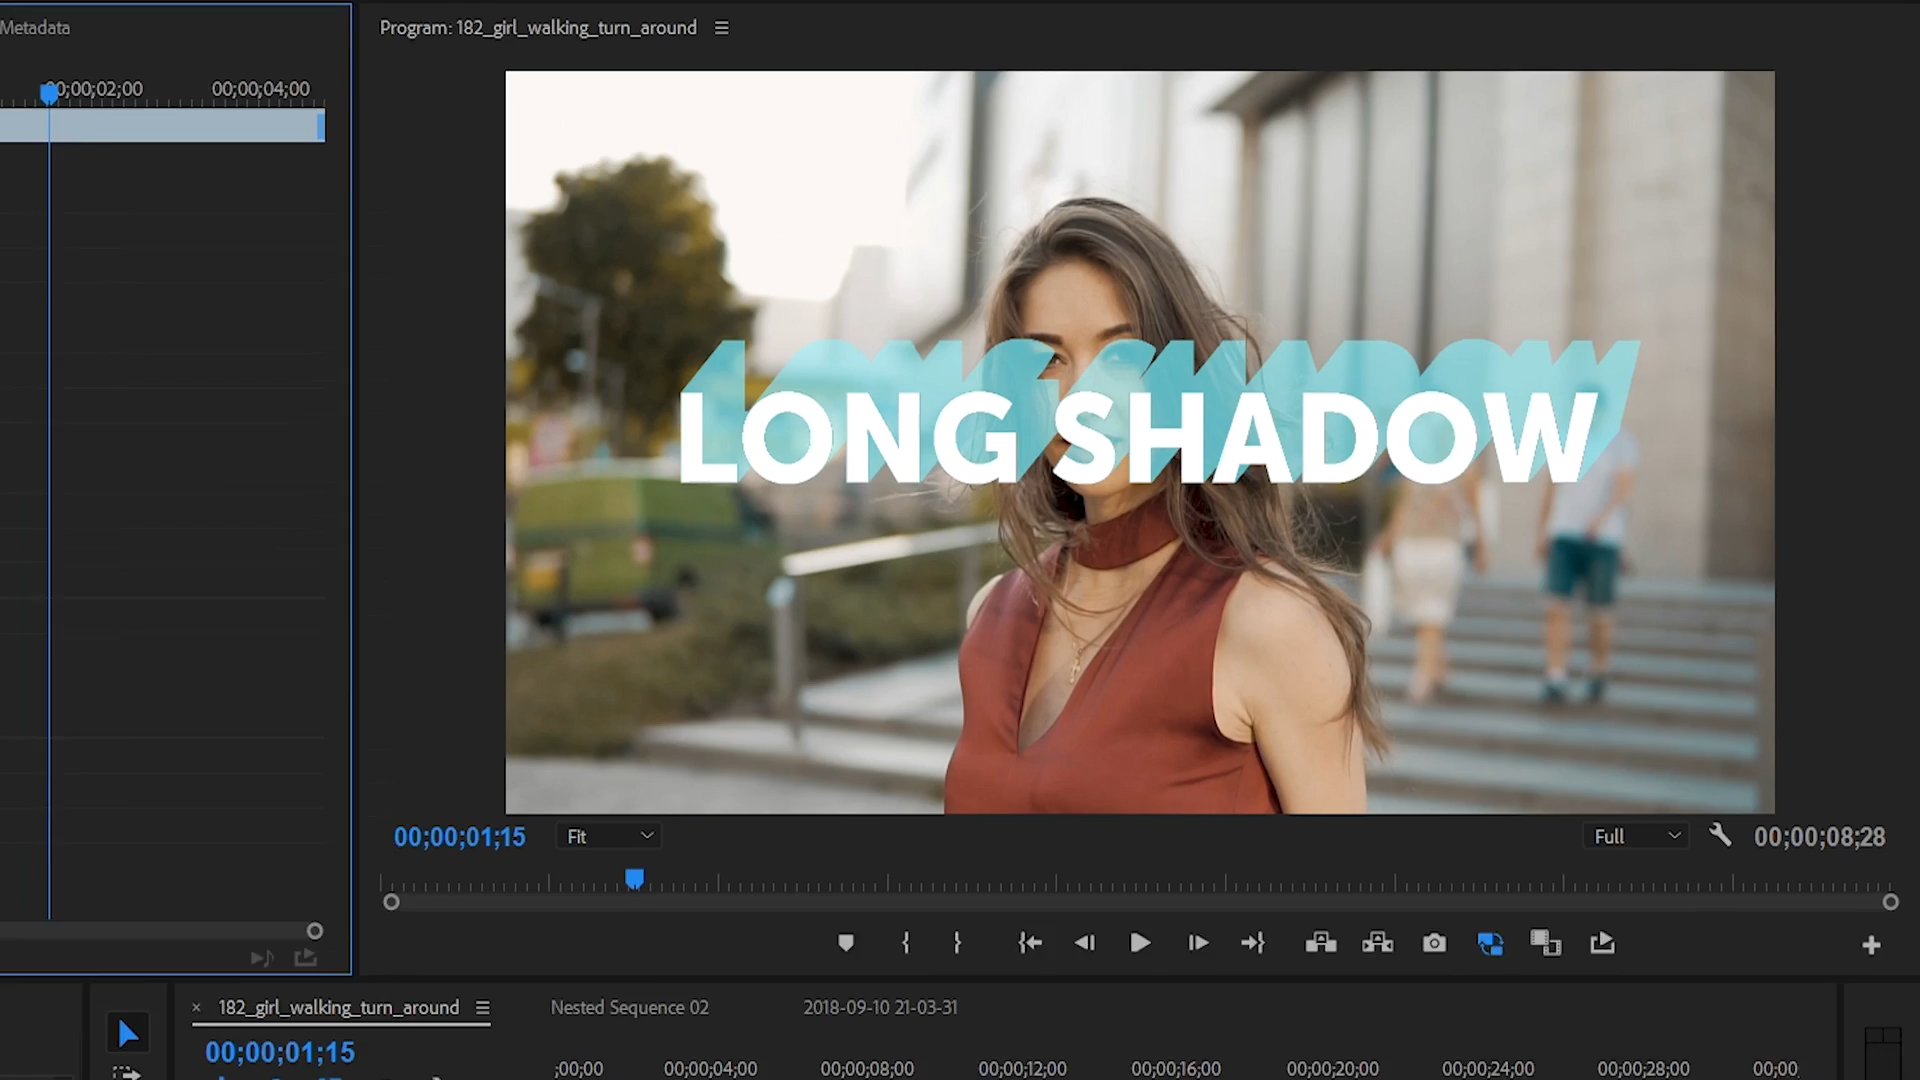 Metadata
Program: 182_girl_walking_turn_around
00;00;02;00 00;00;04;00
LONG SHADOW
00;00;01;15 Fit Full 00;00;08;28
× 182_girl_walking_turn_around Nested Sequence 02 2018-09-10 21-03-31
00;00;01;15
;00;00 00;00;04;00 00;00;08;00 00;00;12;00 00;00;16;00 00;00;20;00 00;00;24;00 00;00;28;00 00;00;